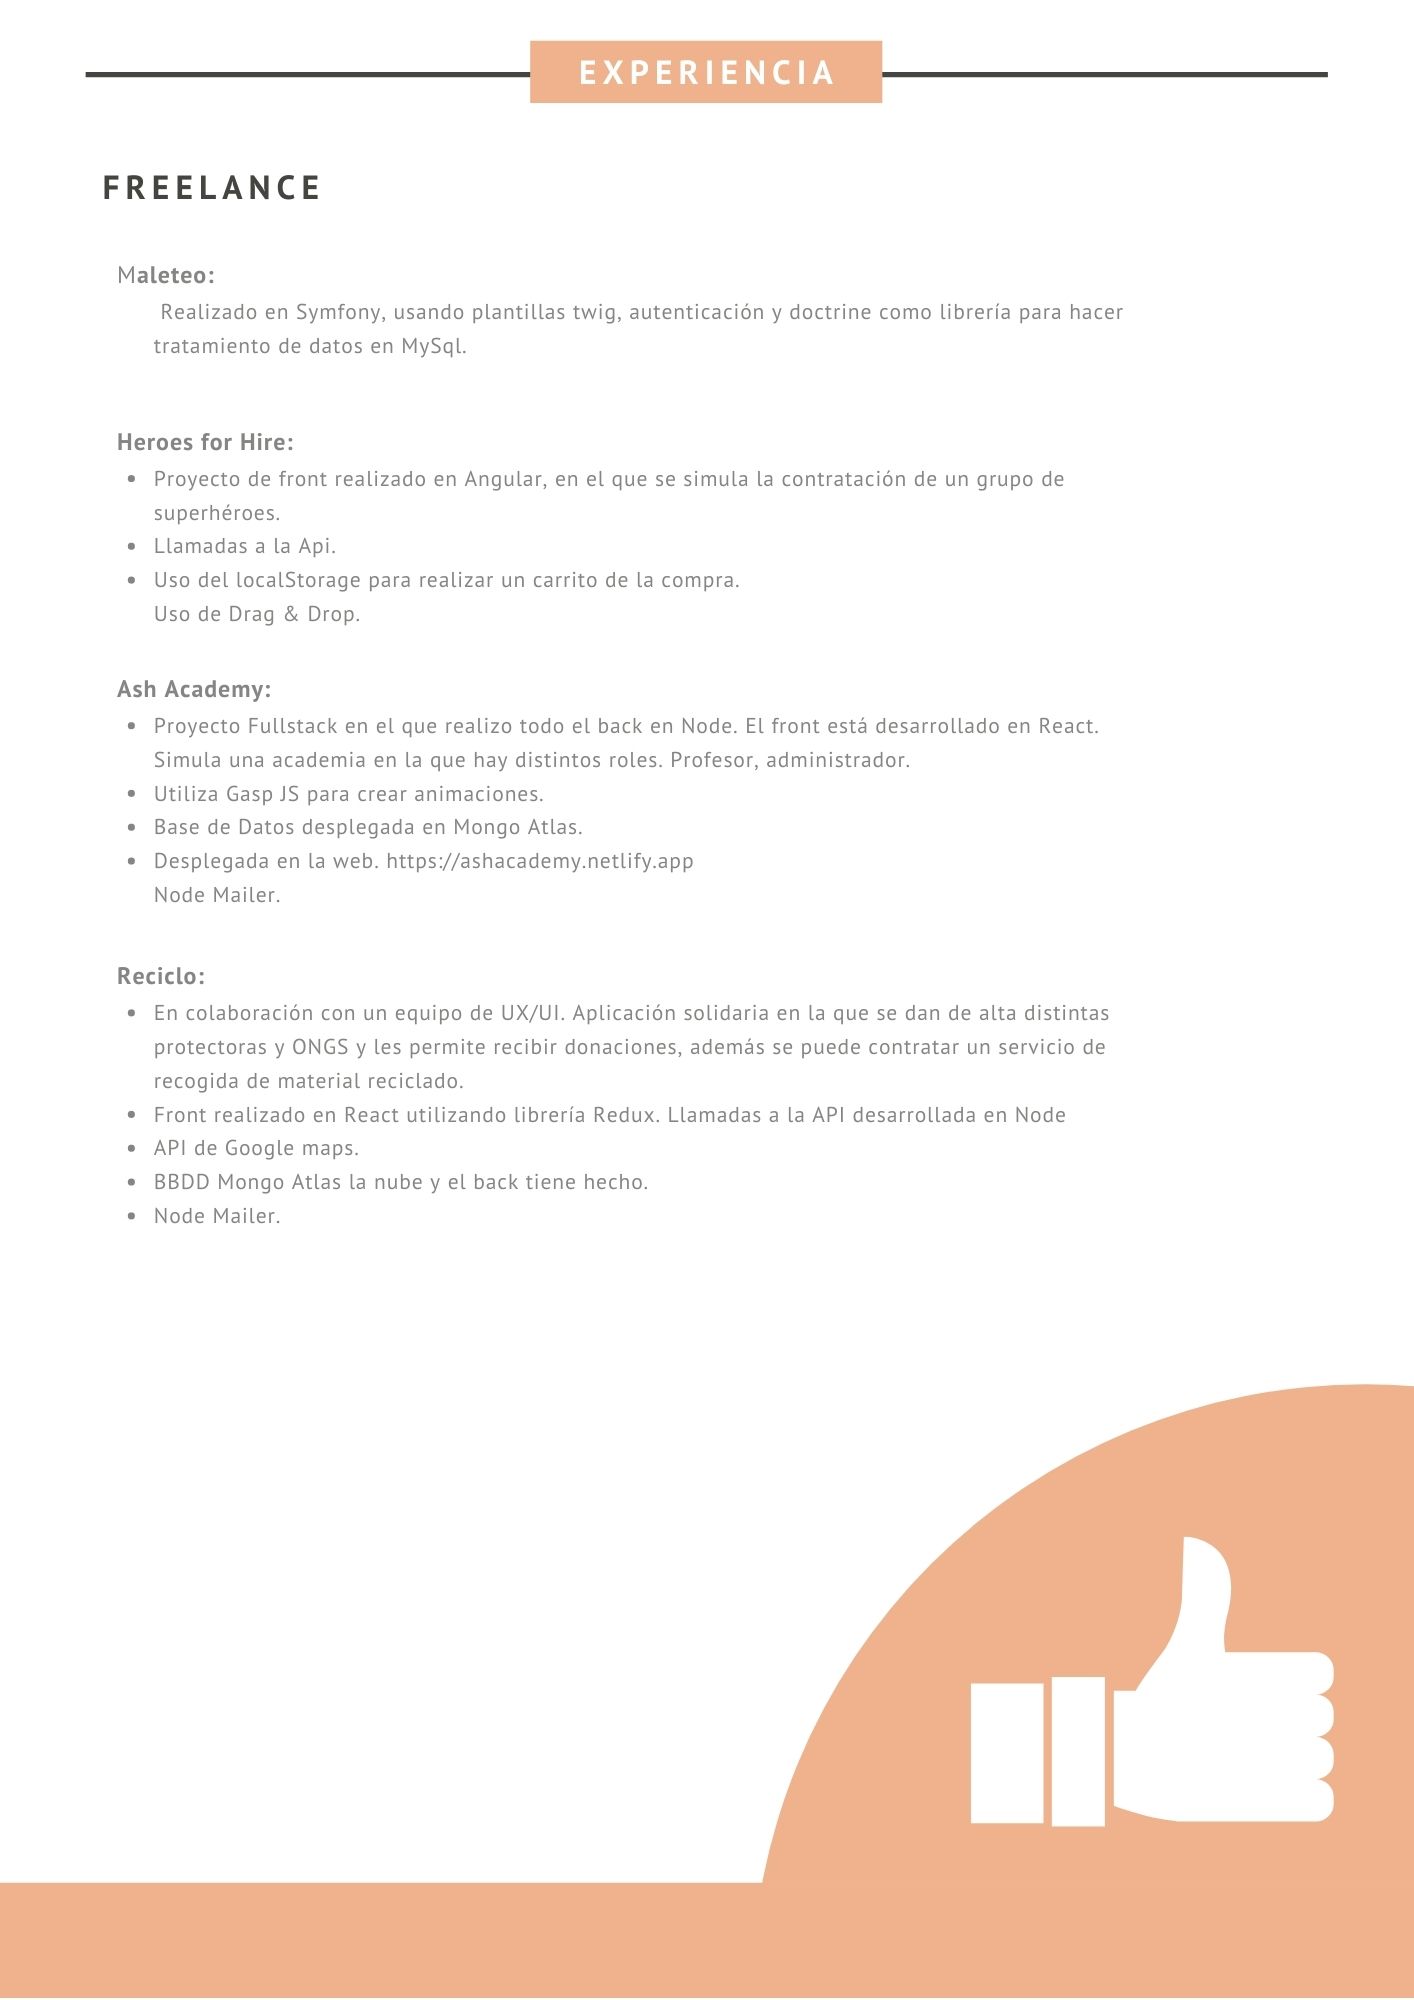 EXPERIENCIA
FREELANCE
Maleteo:
Realizado en Symfony, usando plantillas twig, autenticación y doctrine como librería para hacer
tratamiento de datos en MySql.
Heroes for Hire:
• Proyecto de front realizado en Angular, en el que se simula la contratación de un grupo de
superhéroes.
• Llamadas a la Api.
• Uso del localStorage para realizar un carrito de la compra.
Uso de Drag & Drop.
Ash Academy:
• Proyecto Fullstack en el que realizo todo el back en Node. El front está desarrollado en React.
Simula una academia en la que hay distintos roles. Profesor, administrador.
• Utiliza Gasp JS para crear animaciones.
• Base de Datos desplegada en Mongo Atlas.
• Desplegada en la web. https://ashacademy.netlify.app
Node Mailer.
Reciclo:
• En colaboración con un equipo de UX/UI. Aplicación solidaria en la que se dan de alta distintas
protectoras y ONGS y les permite recibir donaciones, además se puede contratar un servicio de
recogida de material reciclado.
• Front realizado en React utilizando librería Redux. Llamadas a la API desarrollada en Node
• API de Google maps.
• BBDD Mongo Atlas la nube y el back tiene hecho.
• Node Mailer.